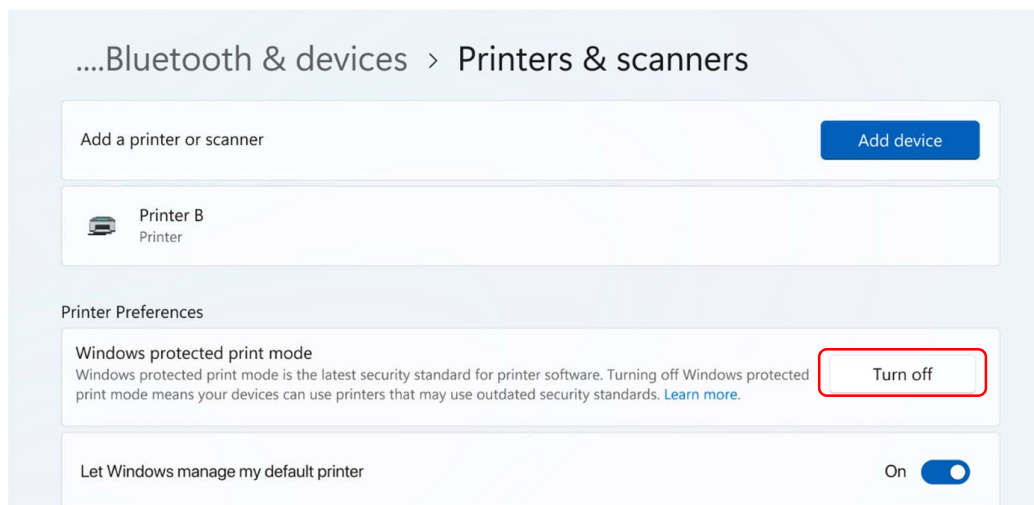 ....Bluetooth & devices > Printers & scanners
Add a printer or scanner
Add device
Printer B
Printer
Printer Preferences
Windows protected print mode
Windows protected print mode is the latest security standard for printer software. Turning off Windows protected
print mode means your devices can use printers that may use outdated security standards. Learn more.
Turn off
Let Windows manage my default printer
On